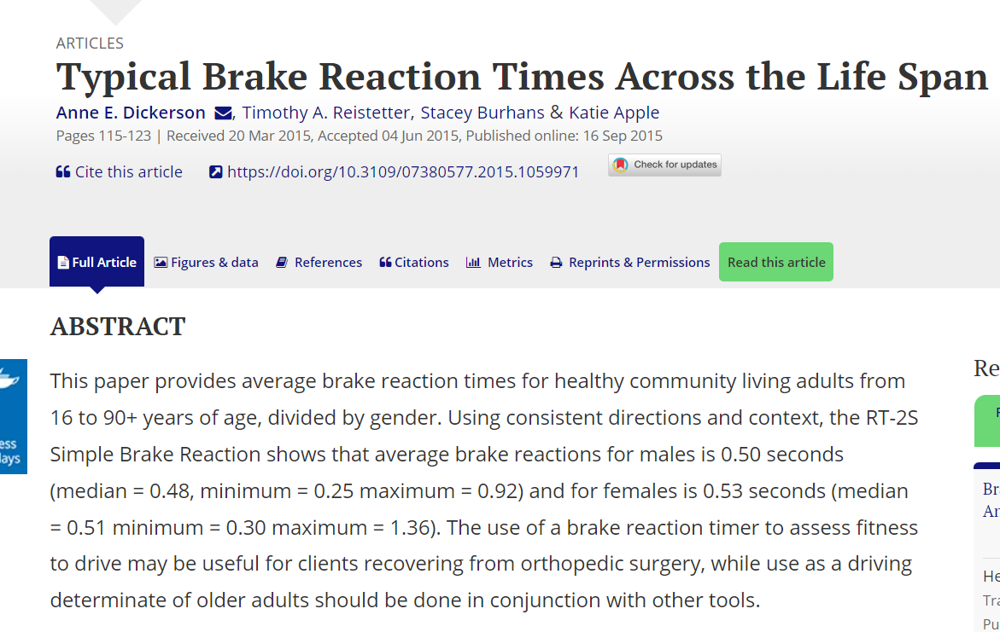 ARTICLES
Typical Brake Reaction Times Across the Life Span
Anne E. Dickerson, Timothy A. Reistetter, Stacey Burhans & Katie Apple
Pages 115-123 | Received 20 Mar 2015, Accepted 04 Jun 2015, Published online: 16 Sep 2015
Cite this article https://doi.org/10.3109/07380577.2015.1059971 Check for updates
Full Article Figures & data References Citations Metrics Reprints & Permissions Read this article
ABSTRACT
This paper provides average brake reaction times for healthy community living adults from
16 to 90+ years of age, divided by gender. Using consistent directions and context, the RT-2S
Simple Brake Reaction shows that average brake reactions for males is 0.50 seconds
(median = 0.48, minimum = 0.25 maximum = 0.92) and for females is 0.53 seconds (median
= 0.51 minimum = 0.30 maximum = 1.36). The use of a brake reaction timer to assess fitness
to drive may be useful for clients recovering from orthopedic surgery, while use as a driving
determinate of older adults should be done in conjunction with other tools.